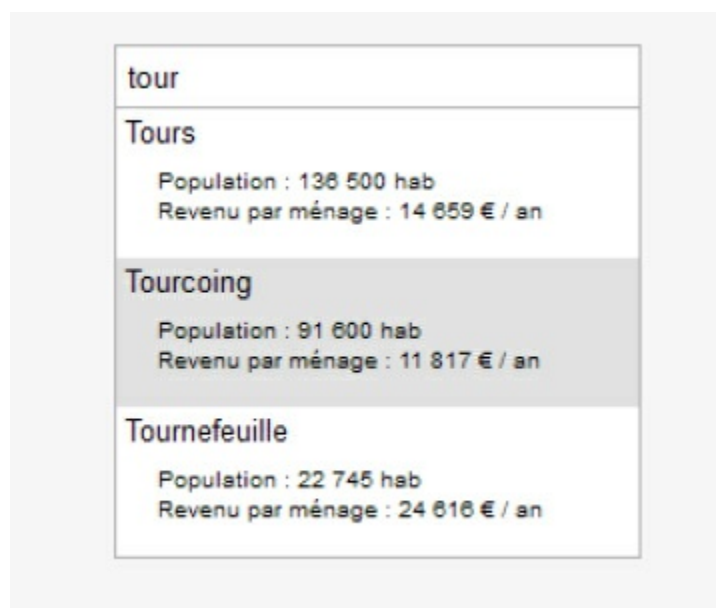 tour
Tours
Population : 136 500 hab
Revenu par ménage : 14 659 € / an
Tourcoing
Population : 91 600 hab
Revenu par ménage : 11 817 € / an
Tournefeuille
Population : 22 745 hab
Revenu par ménage : 24 616 € / an